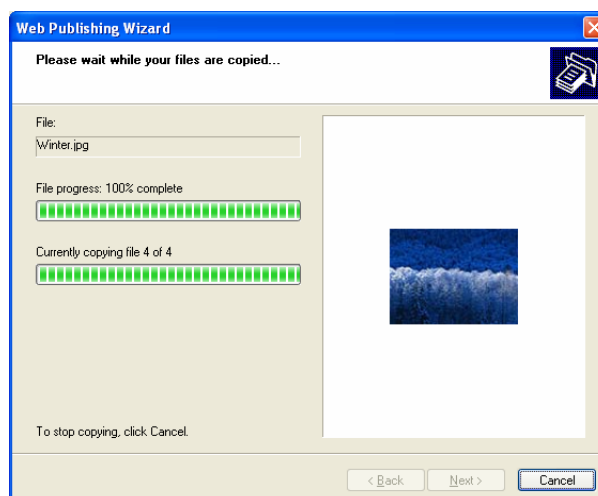 Web Publishing Wizard
Please wait while your files are copied...
File:
Winter.jpg
File progress: 100% complete
Currently copying file 4 of 4
To stop copying, click Cancel.
< Back
Next >
Cancel